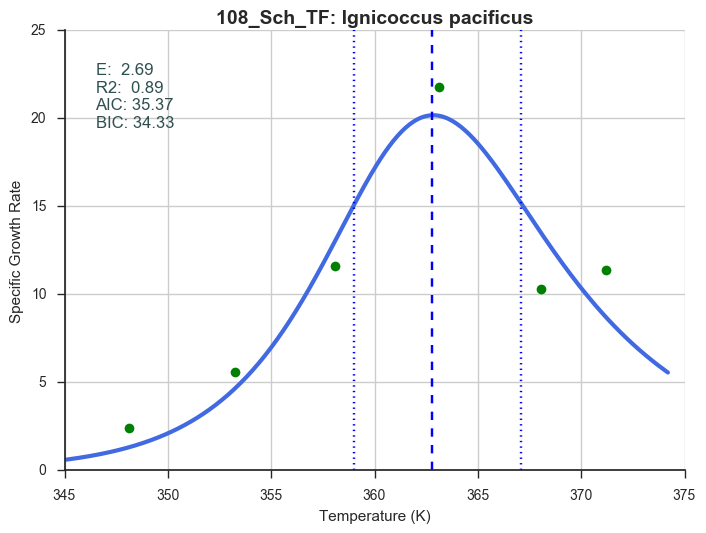 108_Sch_TF: Ignicoccus pacificus
E:  2.69
R2:  0.89
AIC: 35.37
BIC: 34.33
25
20
15
10
5
0
Specific Growth Rate
345 350 355 360 365 370 375
Temperature (K)